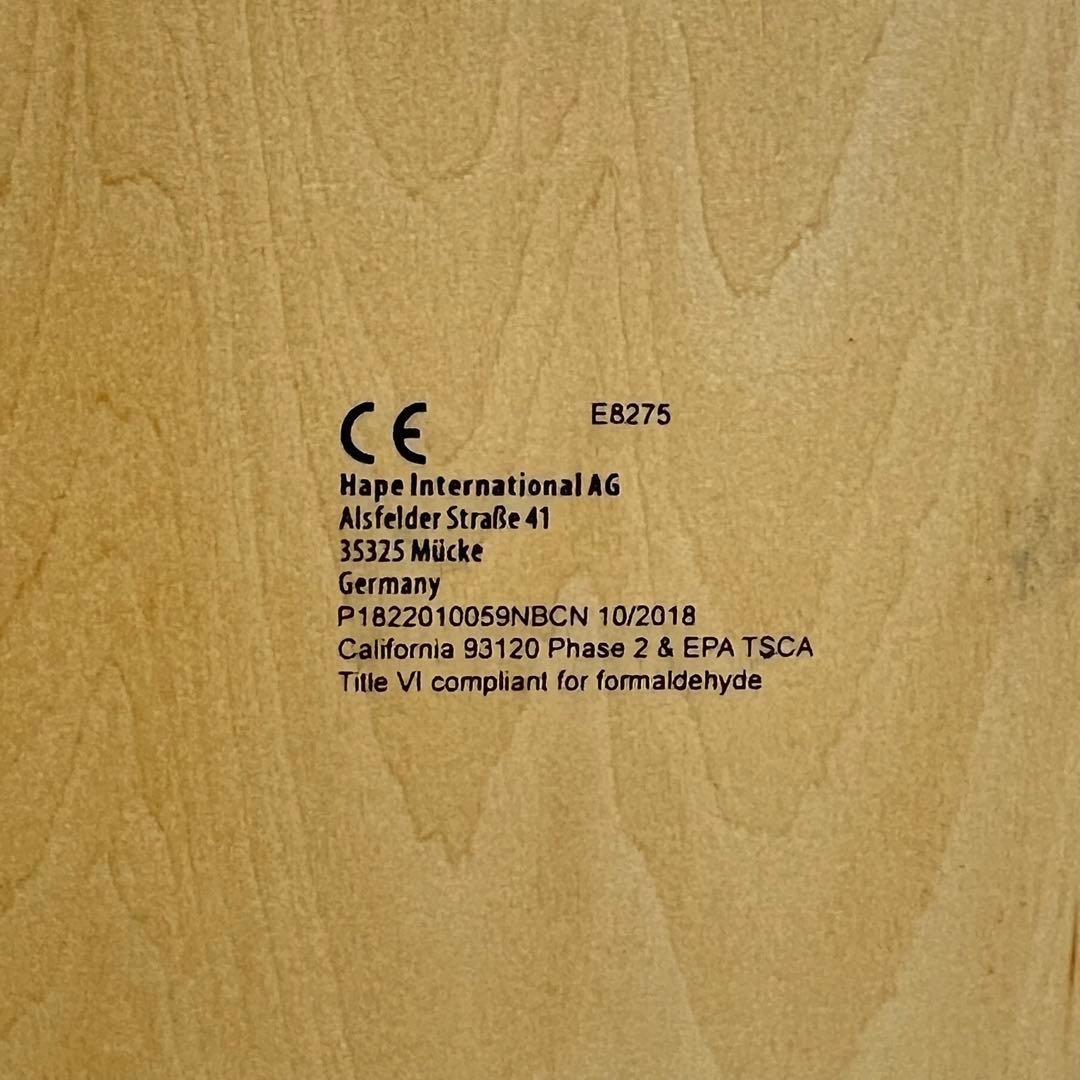 CE E8275
Hape International AG
Alsfelder Straße 41
35325 Mücke
Germany
P1822010059NBCN 10/2018
California 93120 Phase 2 & EPA TSCA
Title VI compliant for formaldehyde